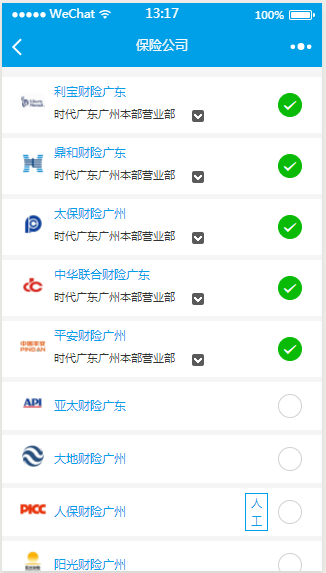 WeChat
13:17
100%
保险公司
利宝财险广东
时代广东广州本部营业部
鼎和财险广东
时代广东广州本部营业部
太保财险广州
时代广东广州本部营业部
中华联合财险广东
时代广东广州本部营业部
平安财险广州
时代广东广州本部营业部
中国平安
PING AN
API
亚太财险广东
大地财险广州
PICC
人保财险广州
人
工
阳光财险广州